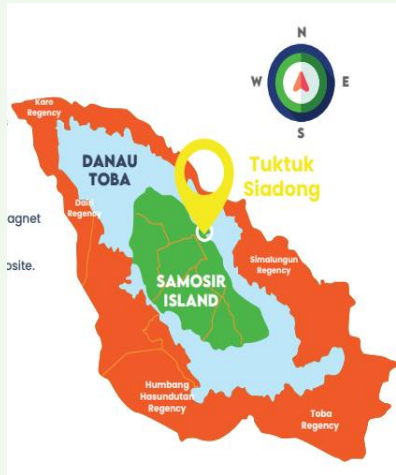 N
W
E
S
Karo
Regency
DANAU
TOBA
Tuktuk
Siadong
Dairi
Regency
agnet
osite.
SAMOSIR
ISLAND
Simalungun
Regency
Humbang
Hasundutan
Regency
Toba
Regency